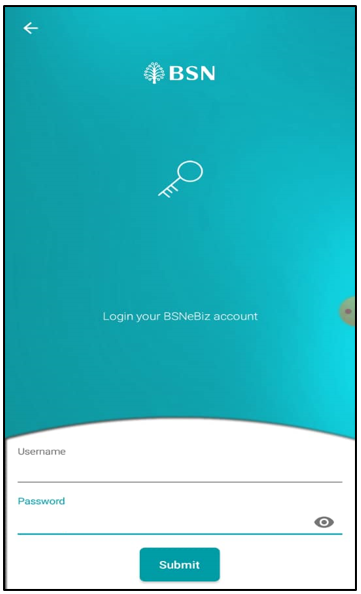 BSN
Login your BSNeBiz account
Username
Password
Submit